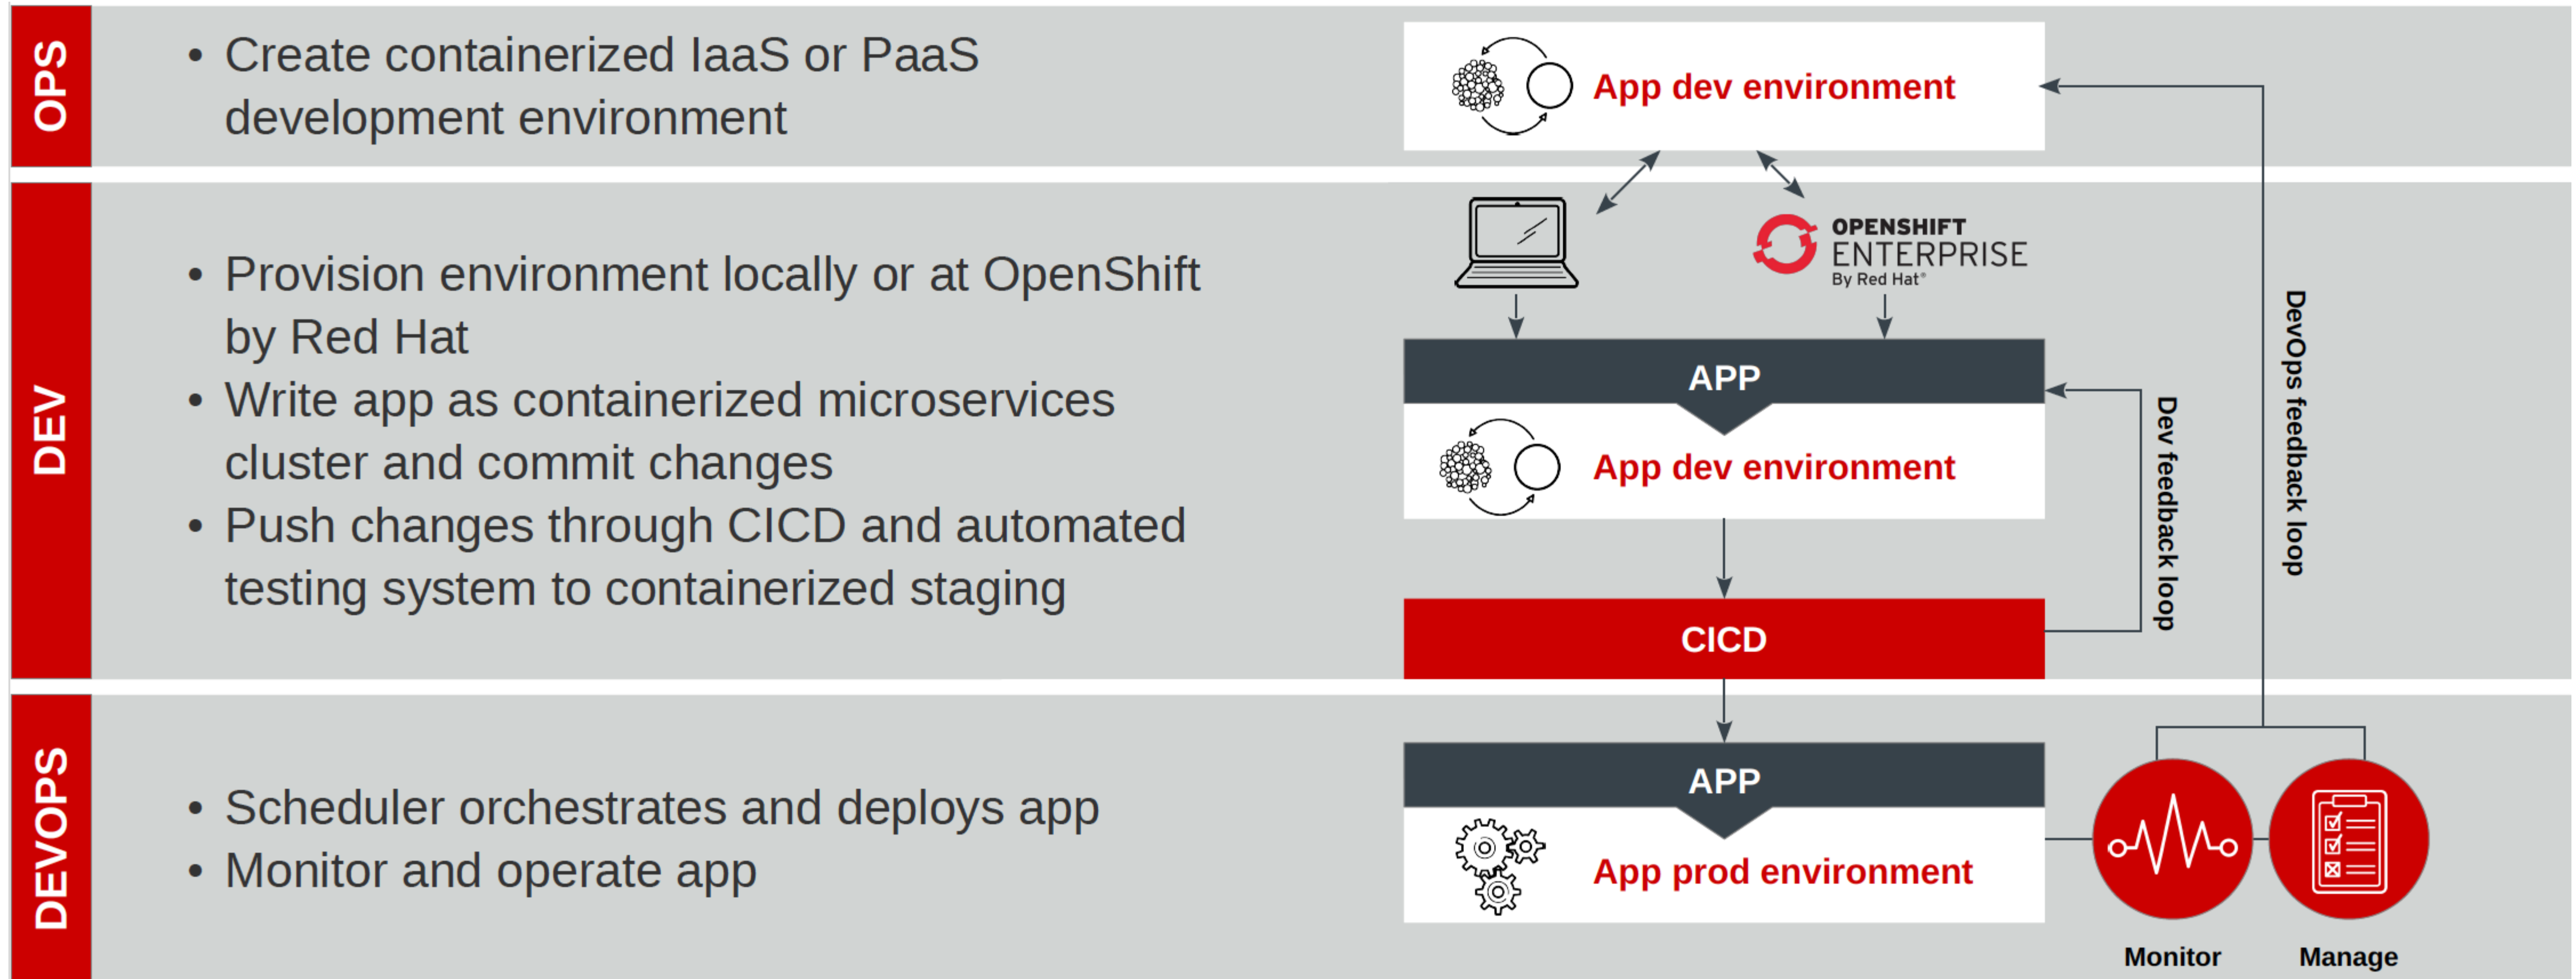 OPS
• Create containerized IaaS or PaaS
development environment
App dev environment
DEV
• Provision environment locally or at OpenShift
by Red Hat
• Write app as containerized microservices
cluster and commit changes
• Push changes through CICD and automated
testing system to containerized staging
OPENSHIFT
ENTERPRISE
By Red Hat®
APP
App dev environment
CICD
Dev feedback loop
DevOps feedback loop
DEVOPS
• Scheduler orchestrates and deploys app
• Monitor and operate app
APP
App prod environment
Monitor
Manage